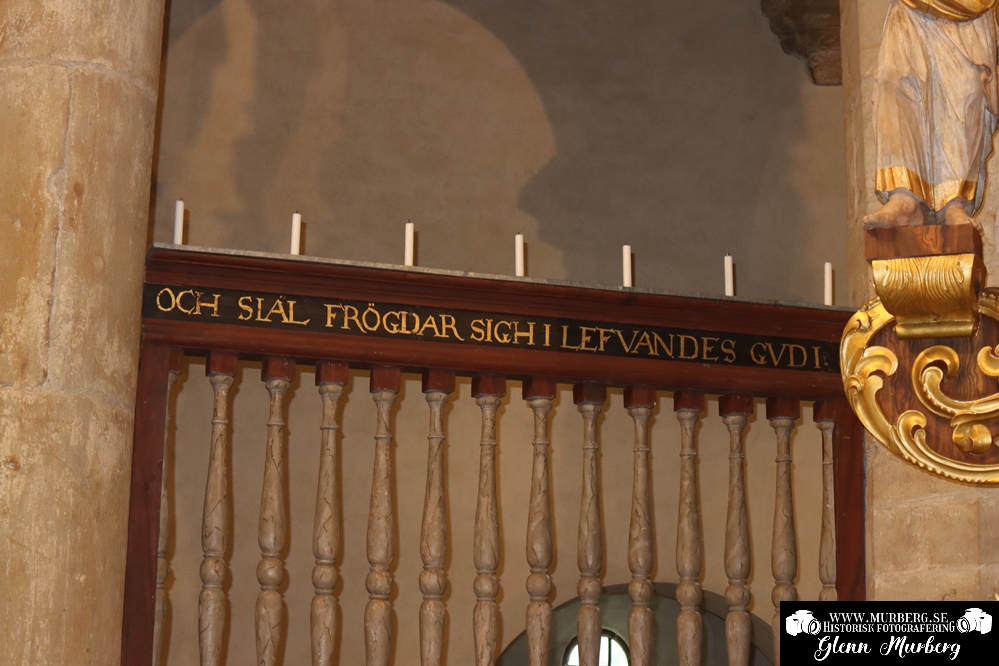 OCH SIÄL FRÖGDAR SIGH I LEFVANDES GVDI:
WWW.MURBERG.SE
HISTORISK FOTOGRAFERING
Glenn Murberg